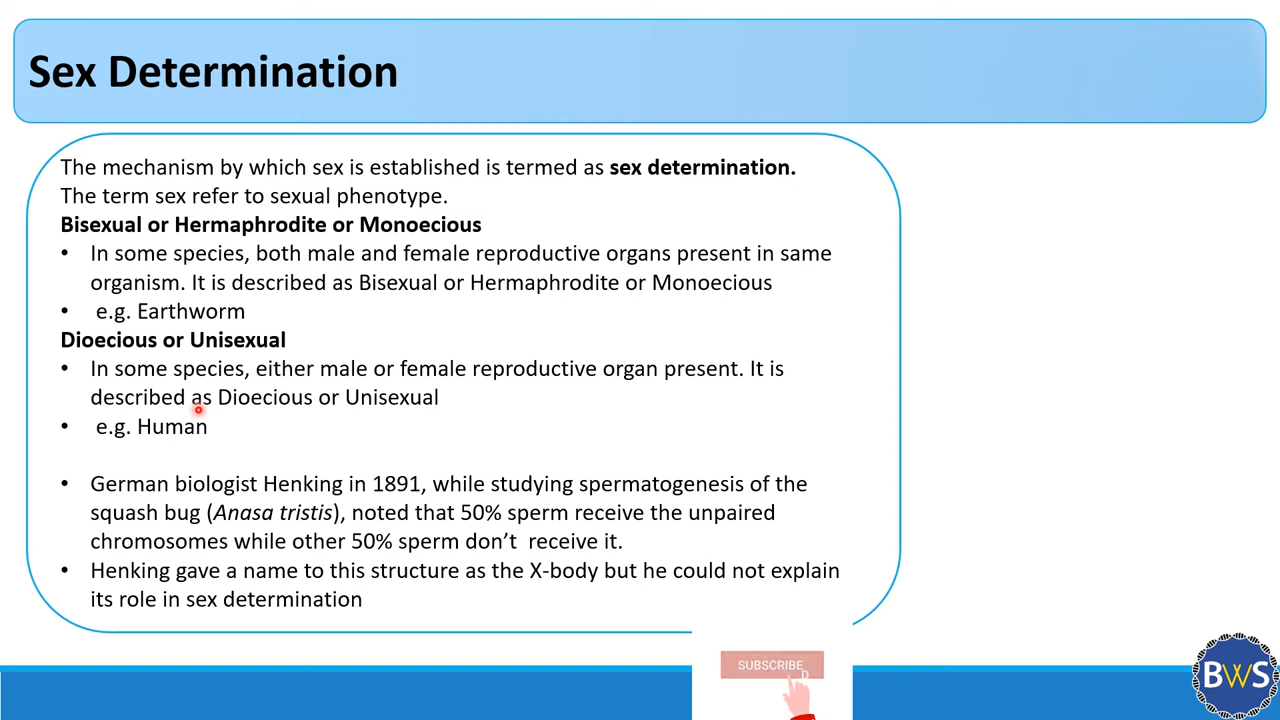 Sex Determination
The mechanism by which sex is established is termed as sex determination.
The term sex refer to sexual phenotype.
Bisexual or Hermaphrodite or Monoecious
• In some species, both male and female reproductive organs present in same
organism. It is described as Bisexual or Hermaphrodite or Monoecious
• e.g. Earthworm
Dioecious or Unisexual
• In some species, either male or female reproductive organ present. It is
described as Dioecious or Unisexual
• e.g. Human
• German biologist Henking in 1891, while studying spermatogenesis of the
squash bug (Anasa tristis), noted that 50% sperm receive the unpaired
chromosomes while other 50% sperm don’t receive it.
• Henking gave a name to this structure as the X-body but he could not explain
its role in sex determination
SUBSCRIBE
BWS